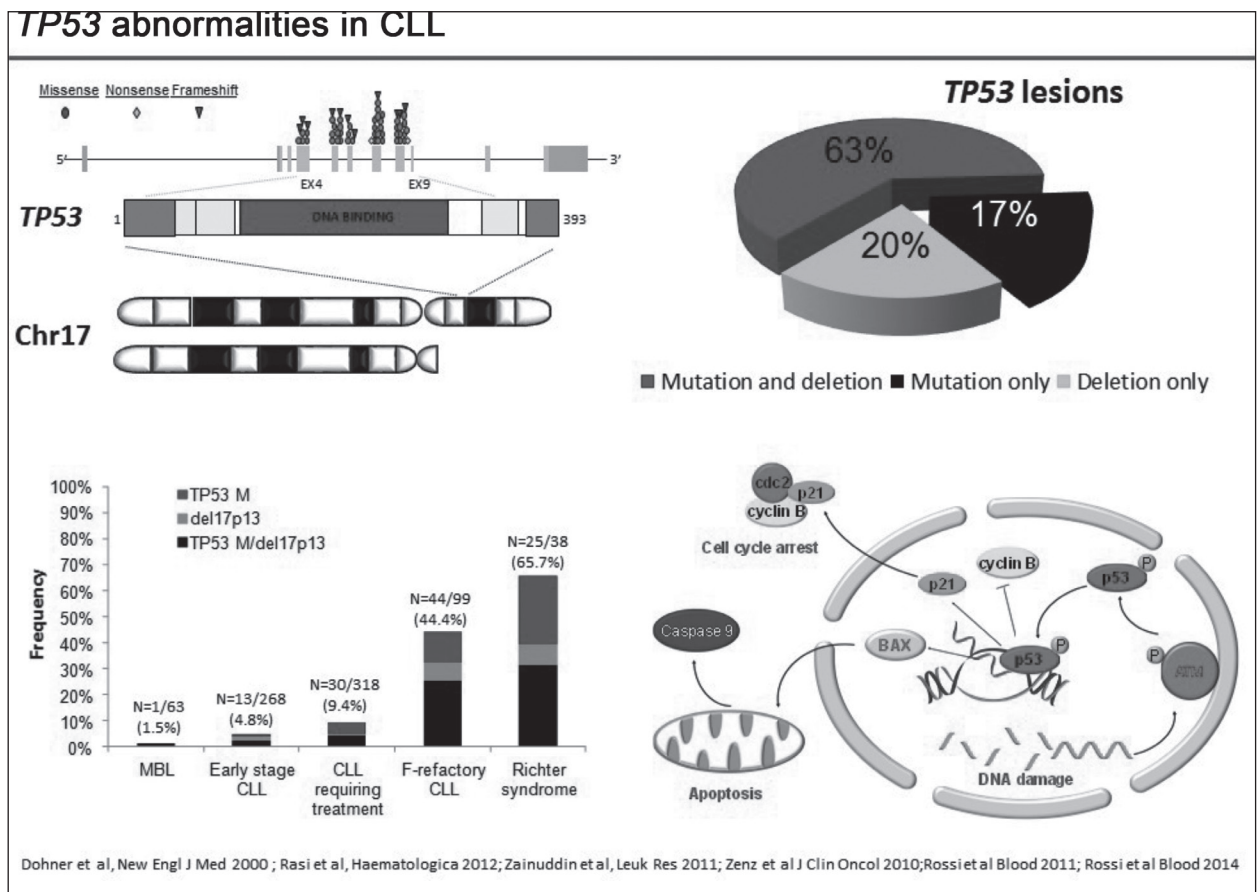 TP53 abnormalities in CLL
Missense Nonsense Frameshift
5' 3'
EX4 EX9
TP53 1 DNA BINDING 393
Chr17
TP53 lesions
63%
17%
20%
Mutation and deletion Mutation only Deletion only
100%
90%
80%
70%
60%
50%
40%
30%
20%
10%
0%
Frequency
TP53 M
del17p13
TP53 M/del17p13
N=1/63
(1.5%)
N=13/268
(4.8%)
N=30/318
(9.4%)
N=44/99
(44.4%)
N=25/38
(65.7%)
MBL
Early stage
CLL
CLL
requiring
treatment
F-refactory
CLL
Richter
syndrome
cdc2
p21
cyclin B
Cell cycle arrest
p21
cyclin B
p53
P
Caspase 9
BAX
p53
P
P
ATM
DNA damage
Apoptosis
Dohner et al, New Engl J Med 2000 ; Rasi et al, Haematologica 2012; Zainuddin et al, Leuk Res 2011; Zenz et al J Clin Oncol 2010;Rossi et al Blood 2011; Rossi et al Blood 2014